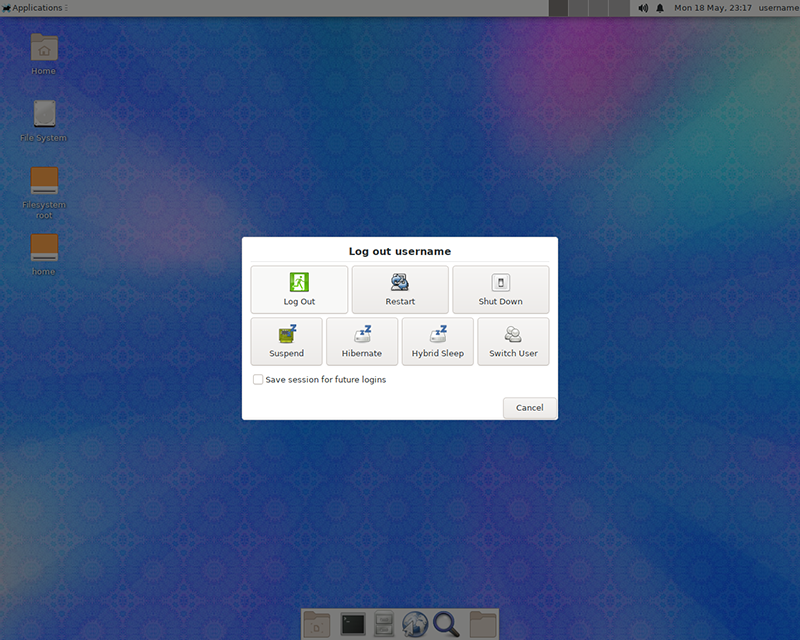 Applications
Mon 18 May, 23:17
username
Home
File System
Filesystem
root
home
Log out username
Log Out
Restart
Shut Down
Suspend
Hibernate
Hybrid Sleep
Switch User
Save session for future logins
Cancel